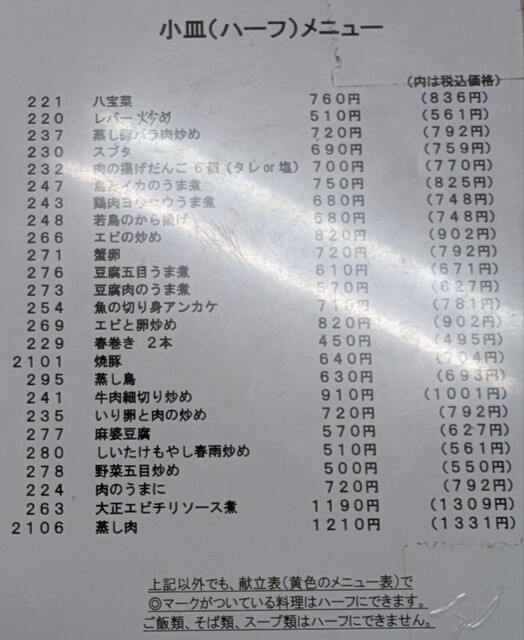 小皿(ハーフ)メニュー
(内は税込価格)
221 八宝菜 760円 (836円)
220 レバー 炒め 510円 (561円)
237 蒸し豚バラ肉炒め 720円 (792円)
230 スブタ 690円 (759円)
232 肉の揚げだんご 6個 (タレ or 塩) 700円 (770円)
247 とイカのうま煮 750円 (825円)
243 鶏肉 うま煮 680円 (748円)
248 若鳥のから揚げ 680円 (748円)
266 エビの炒め 820円 (902円)
271 蟹卵 720円 (792円)
276 豆腐五目うま煮 610円 (671円)
273 豆腐肉のうま煮 570円 (627円)
254 魚の切り身アンカケ 710円 (781円)
269 エビと卵炒め 820円 (902円)
229 春巻き 2本 450円 (495円)
2101 焼豚 640円 (704円)
295 蒸し鳥 630円 (693円)
241 牛肉細切り炒め 910円 (1001円)
235 いり卵と肉の炒め 720円 (792円)
277 麻婆豆腐 570円 (627円)
280 しいたけもやし春雨炒め 510円 (561円)
278 野菜五目炒め 500円 (550円)
224 肉のうまに 720円 (792円)
263 大正エビチリソース煮 1190円 (1309円)
2106 蒸し肉 1210円 (1331円)
上記以外でも、献立表(黄色のメニュー表)で
◎マークがついている料理はハーフにできます。
ご飯類、そば類、スープ類はハーフにできません。